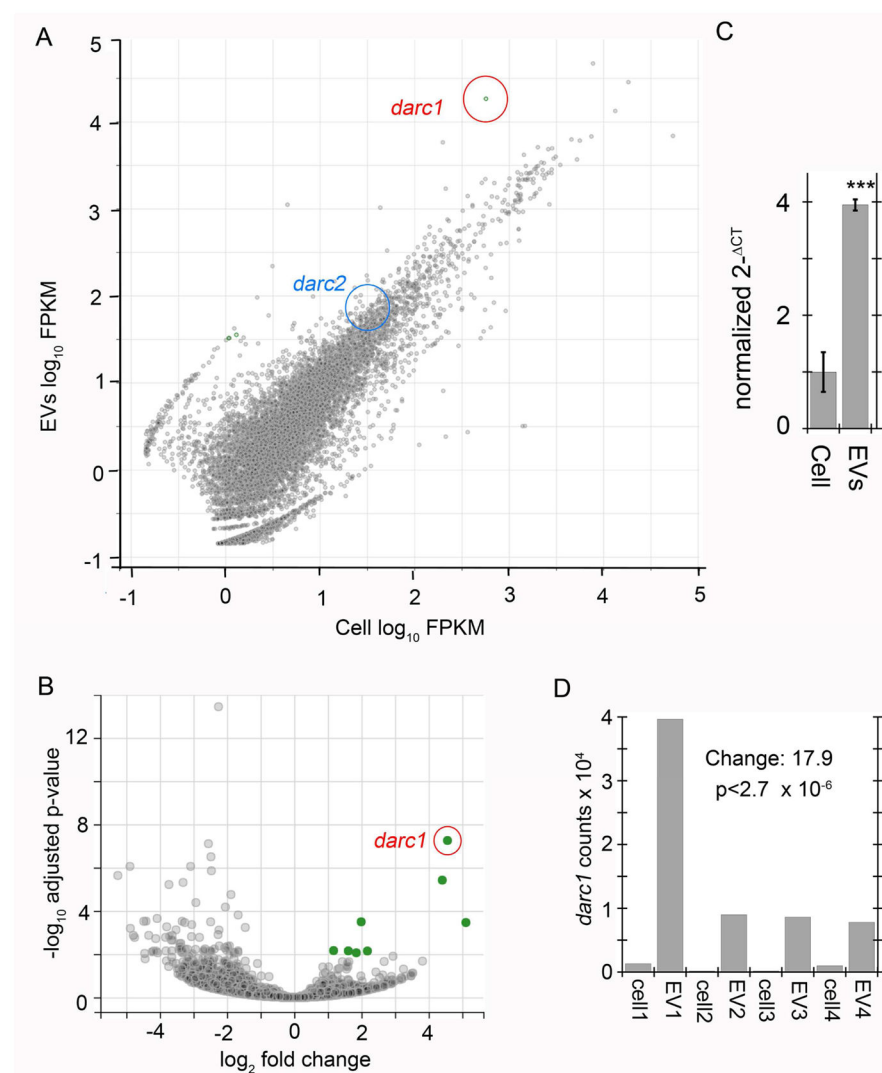 A
5
4
3
2
1
0
-1
EVs log10 FPKM
darc1
darc2
-1 0 1 2 3 4 5
Cell log10 FPKM
C
normalized 2-ΔCT
4
2
0
***
Cell
EVs
B
12
8
4
0
-log10 adjusted p-value
darc1
-4 -2 0 2 4
log2 fold change
D
darc1 counts x 10^4
4
3
2
1
0
Change: 17.9
p<2.7 x 10-6
cell1
EV1
cell2
EV2
cell3
EV3
cell4
EV4